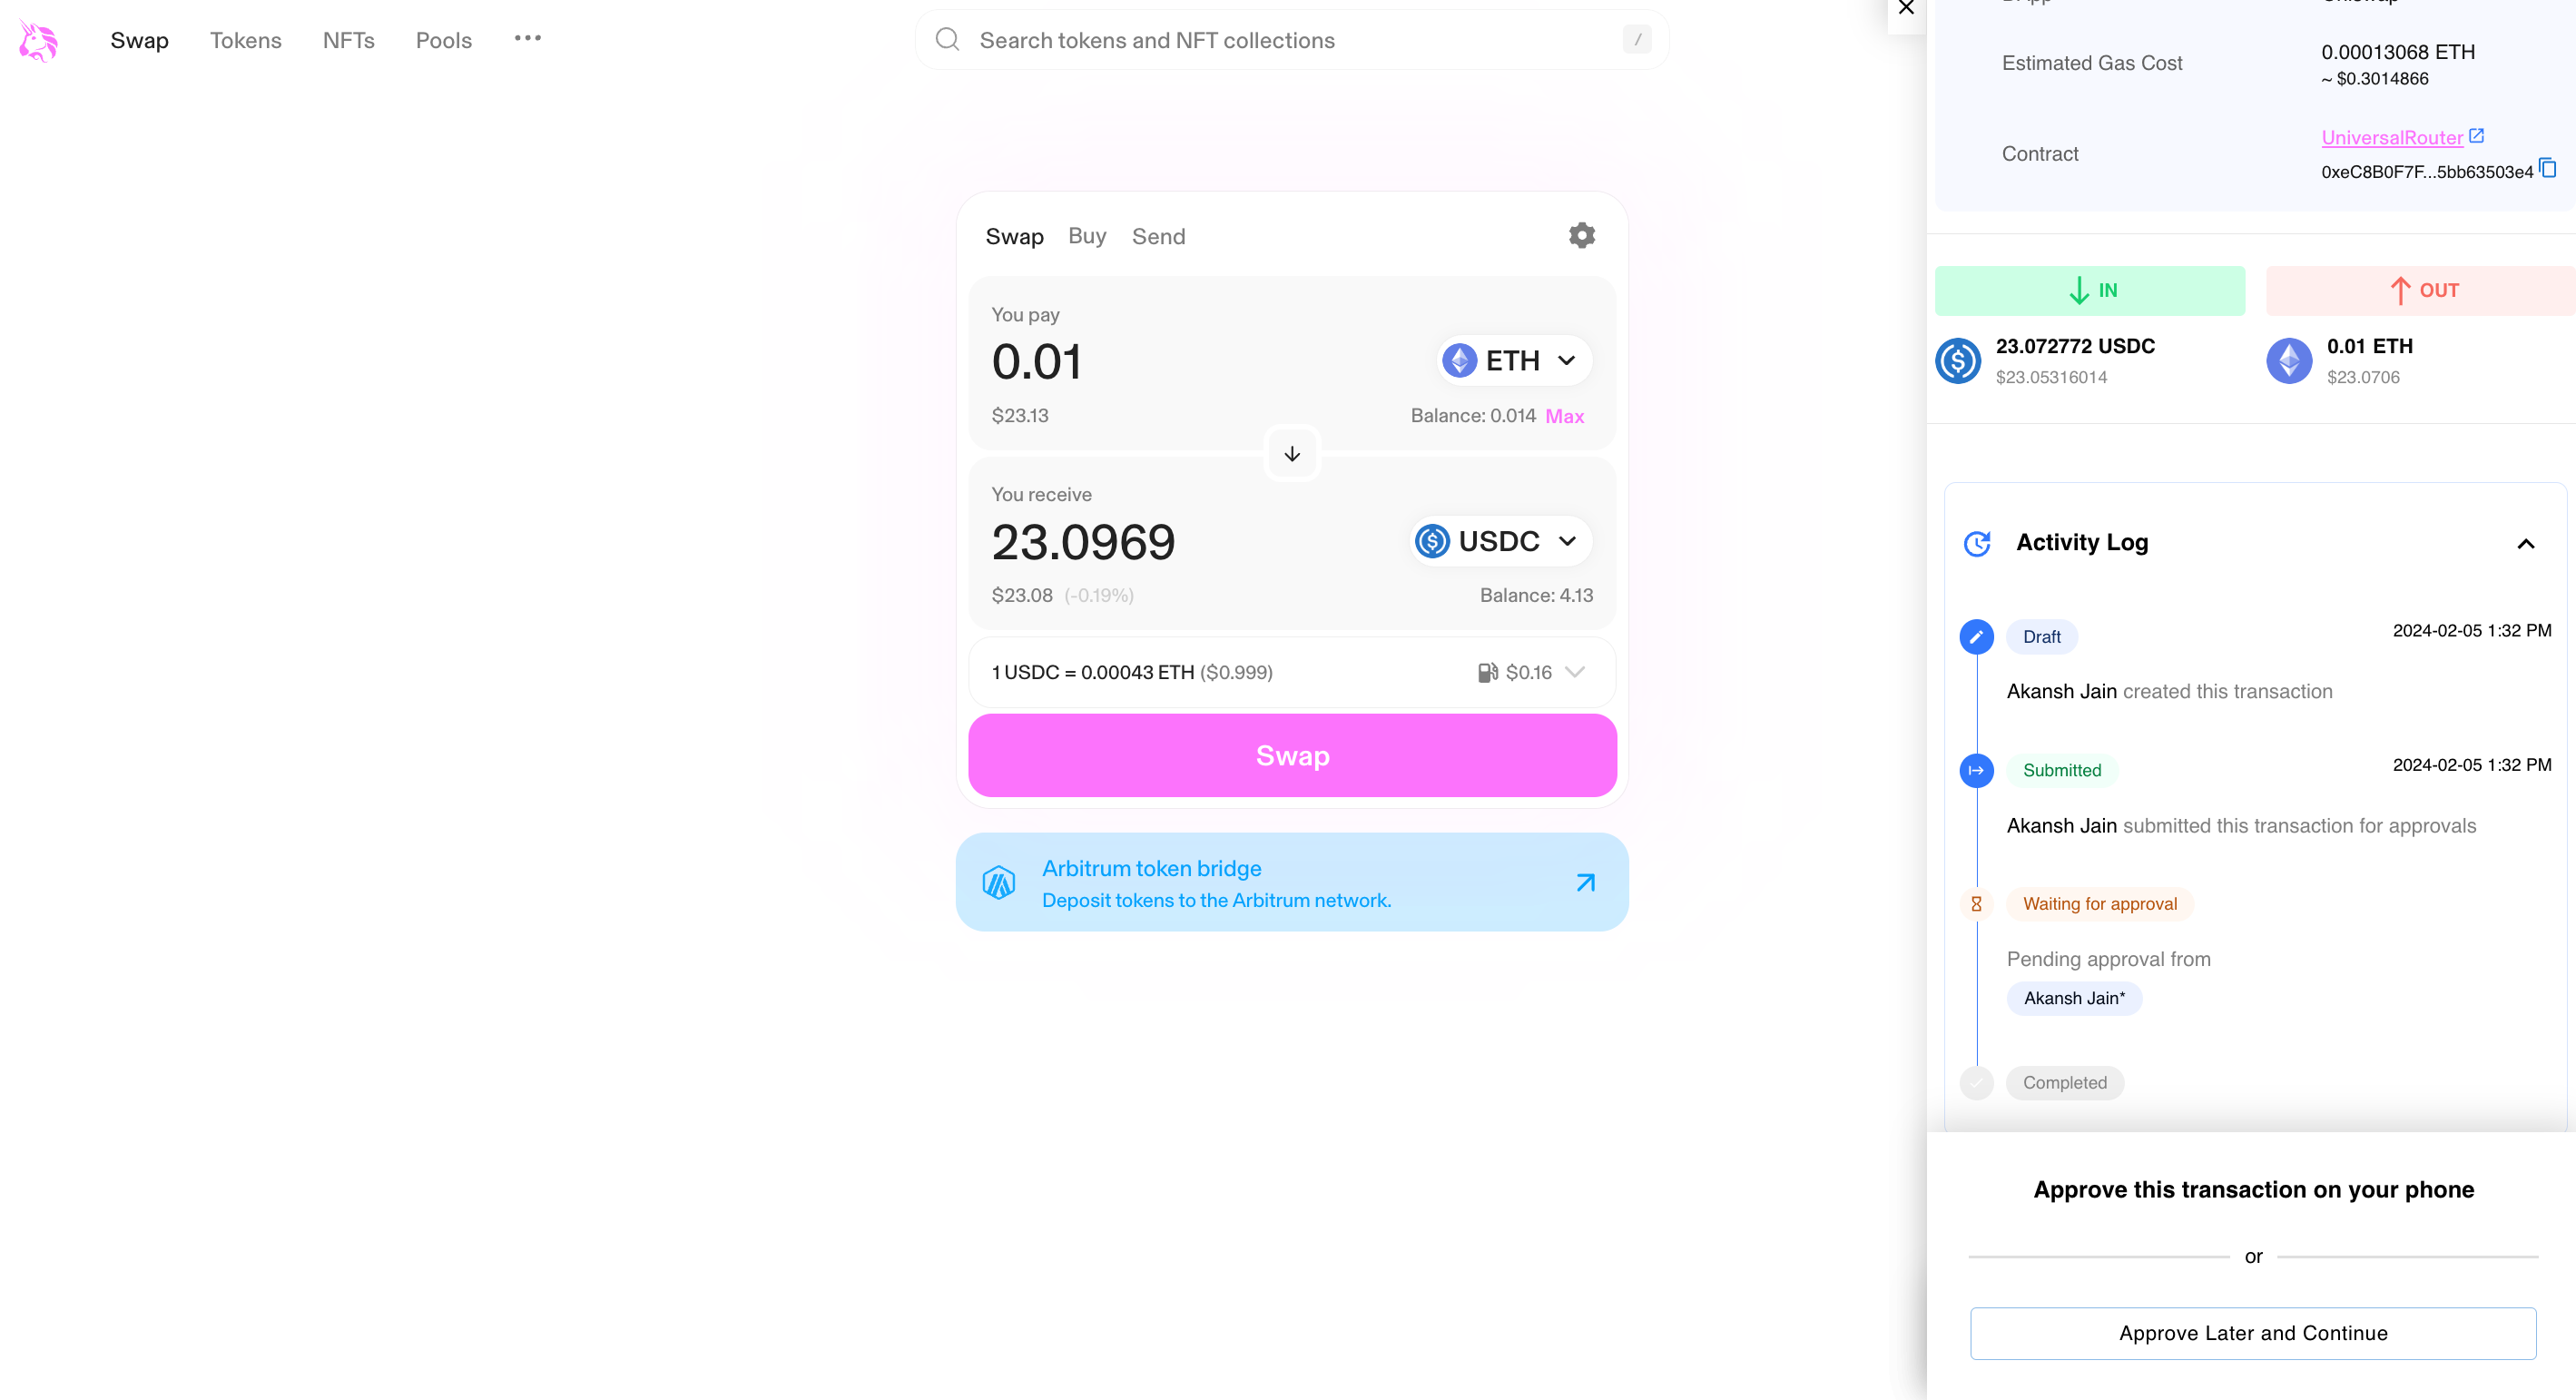 Swap
Tokens
NFTs
Pools
Search tokens and NFT collections
/
Swap
Buy
Send
You pay
0.01
ETH
$23.13
Balance: 0.014 Max
You receive
23.0969
USDC
$23.08 (-0.19%)
Balance: 4.13
1 USDC = 0.00043 ETH ($0.999)
$0.16
Swap
Arbitrum token bridge
Deposit tokens to the Arbitrum network.
Estimated Gas Cost
0.00013068 ETH
~ $0.3014866
Contract
UniversalRouter
0xeC8B0F7F...5bb63503e4
IN
OUT
23.072772 USDC
$23.05316014
0.01 ETH
$23.0706
Activity Log
Draft
2024-02-05 1:32 PM
Akansh Jain created this transaction
Submitted
2024-02-05 1:32 PM
Akansh Jain submitted this transaction for approvals
Waiting for approval
Pending approval from
Akansh Jain*
Completed
Approve this transaction on your phone
or
Approve Later and Continue